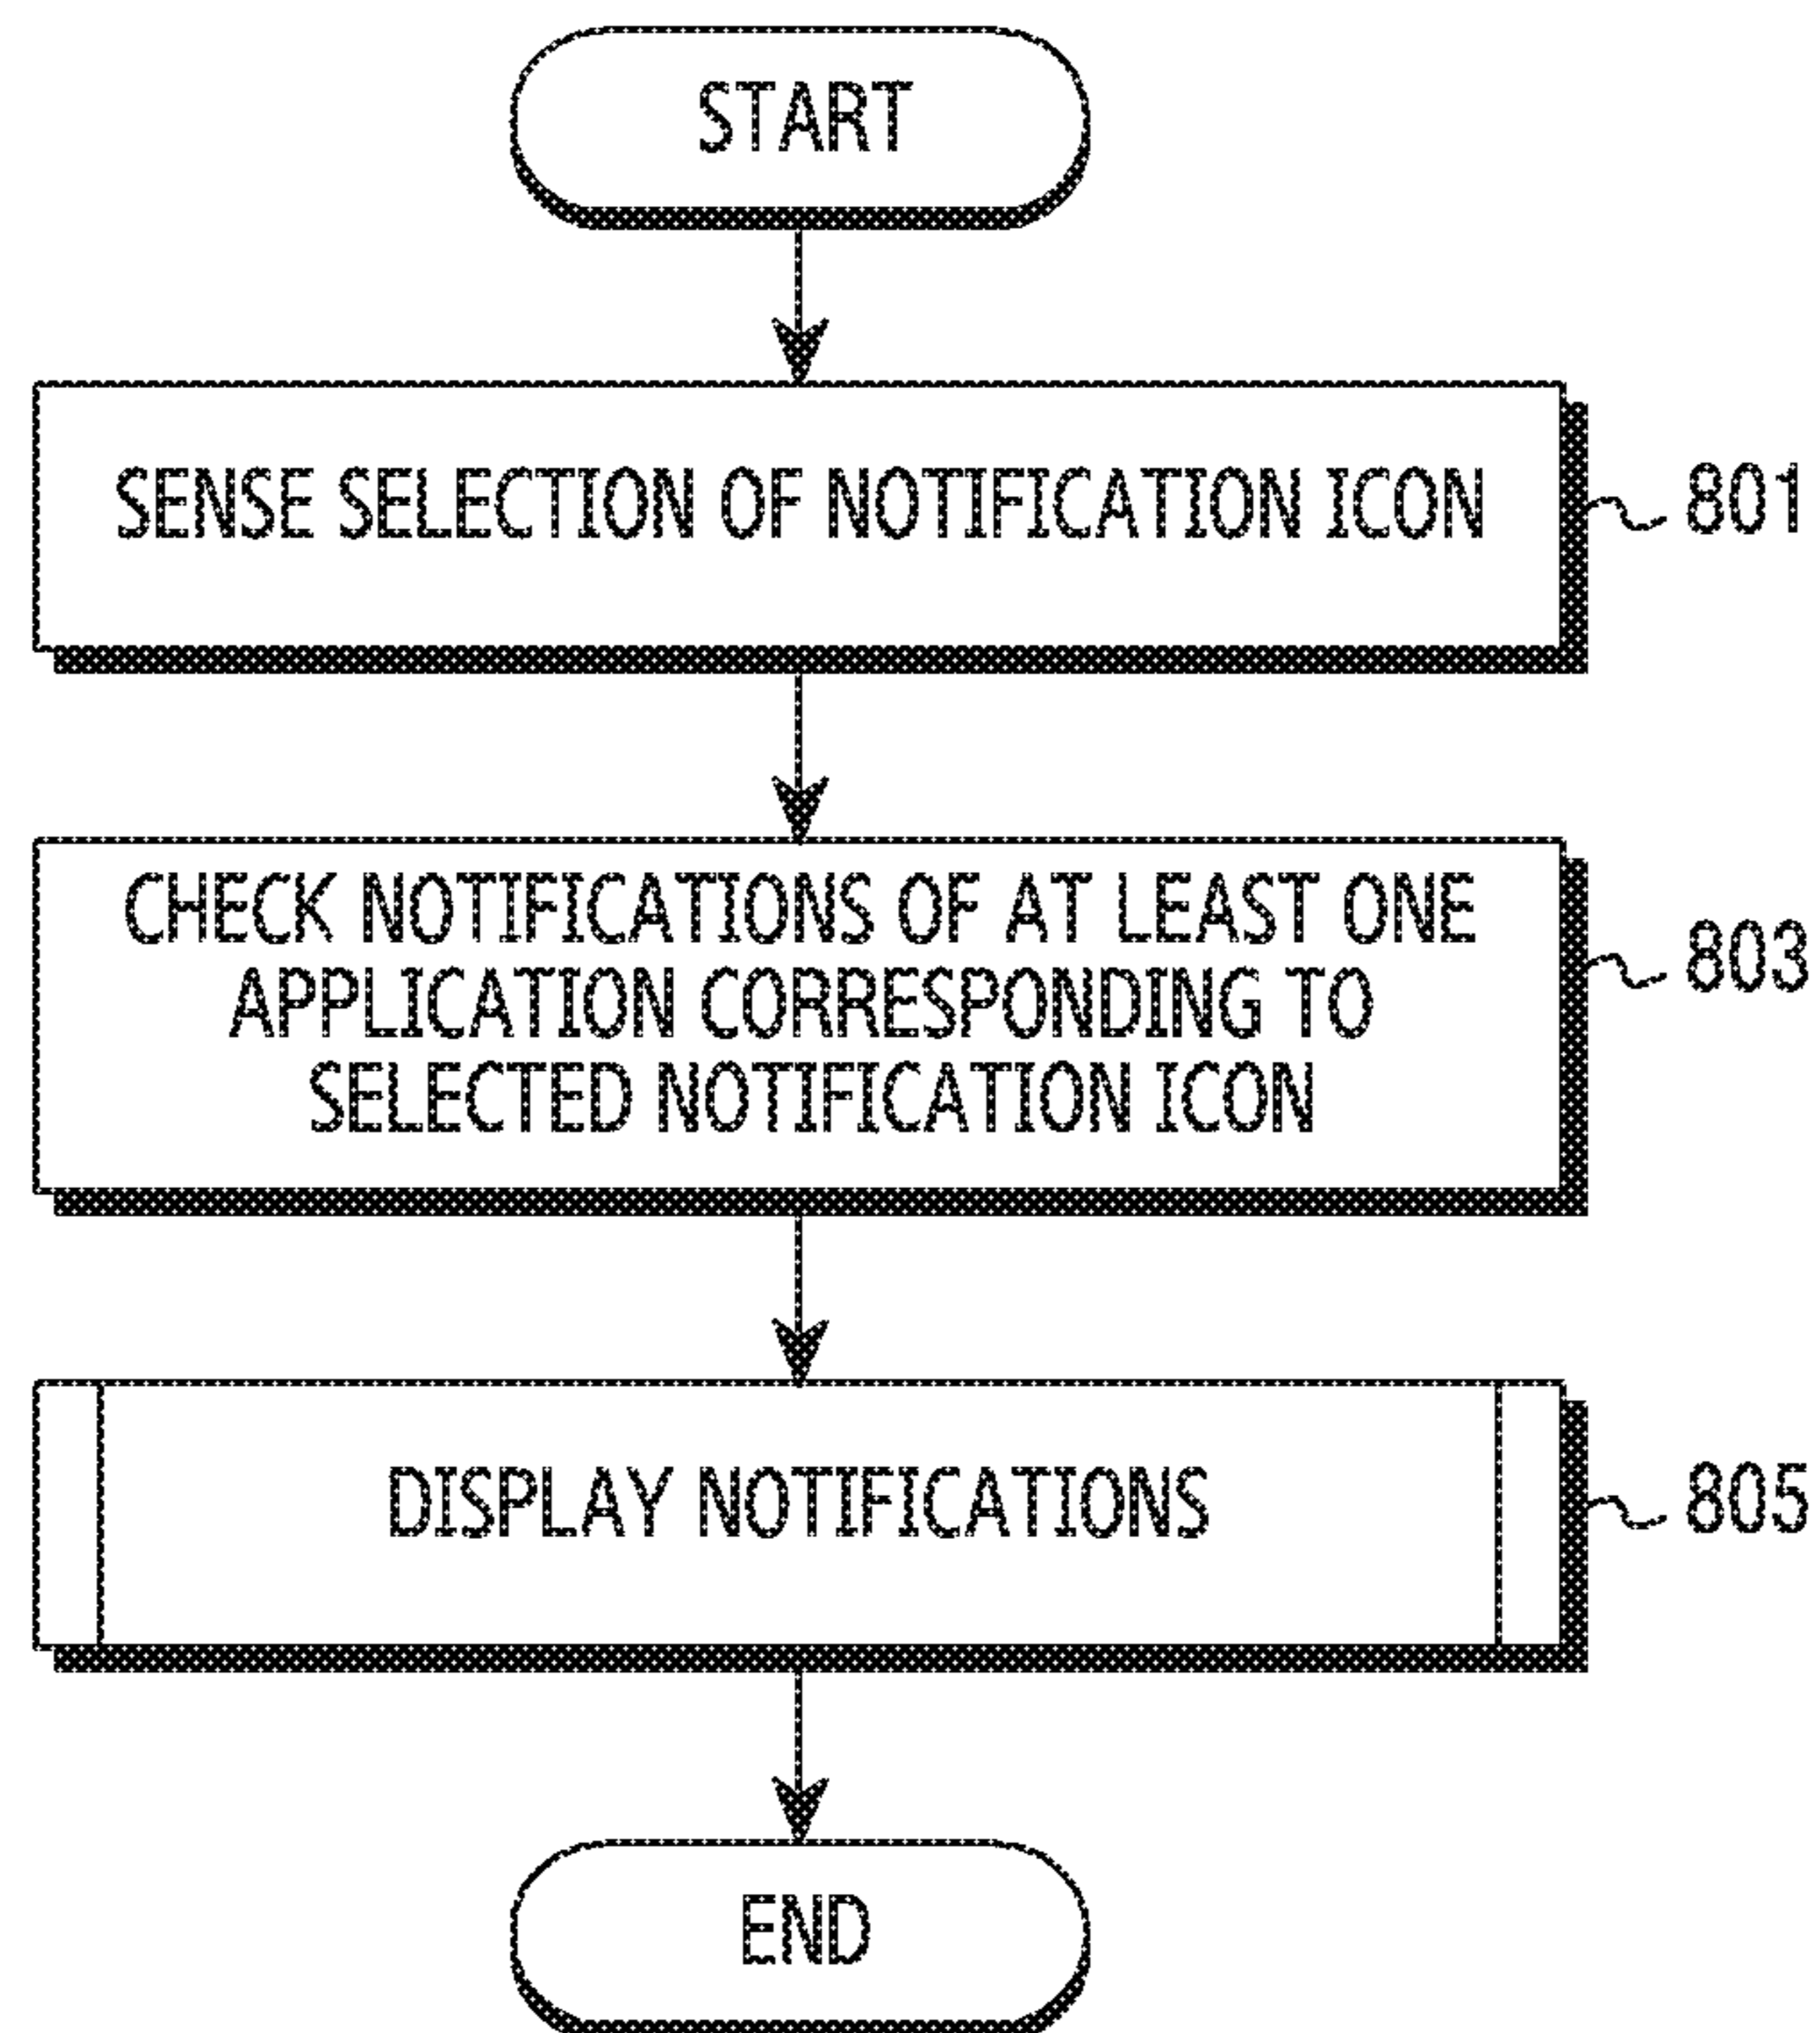 START
SENSE SELECTION OF NOTIFICATION ICON
801
CHECK NOTIFICATIONS OF AT LEAST ONE
APPLICATION CORRESPONDING TO
SELECTED NOTIFICATION ICON
803
DISPLAY NOTIFICATIONS
805
END